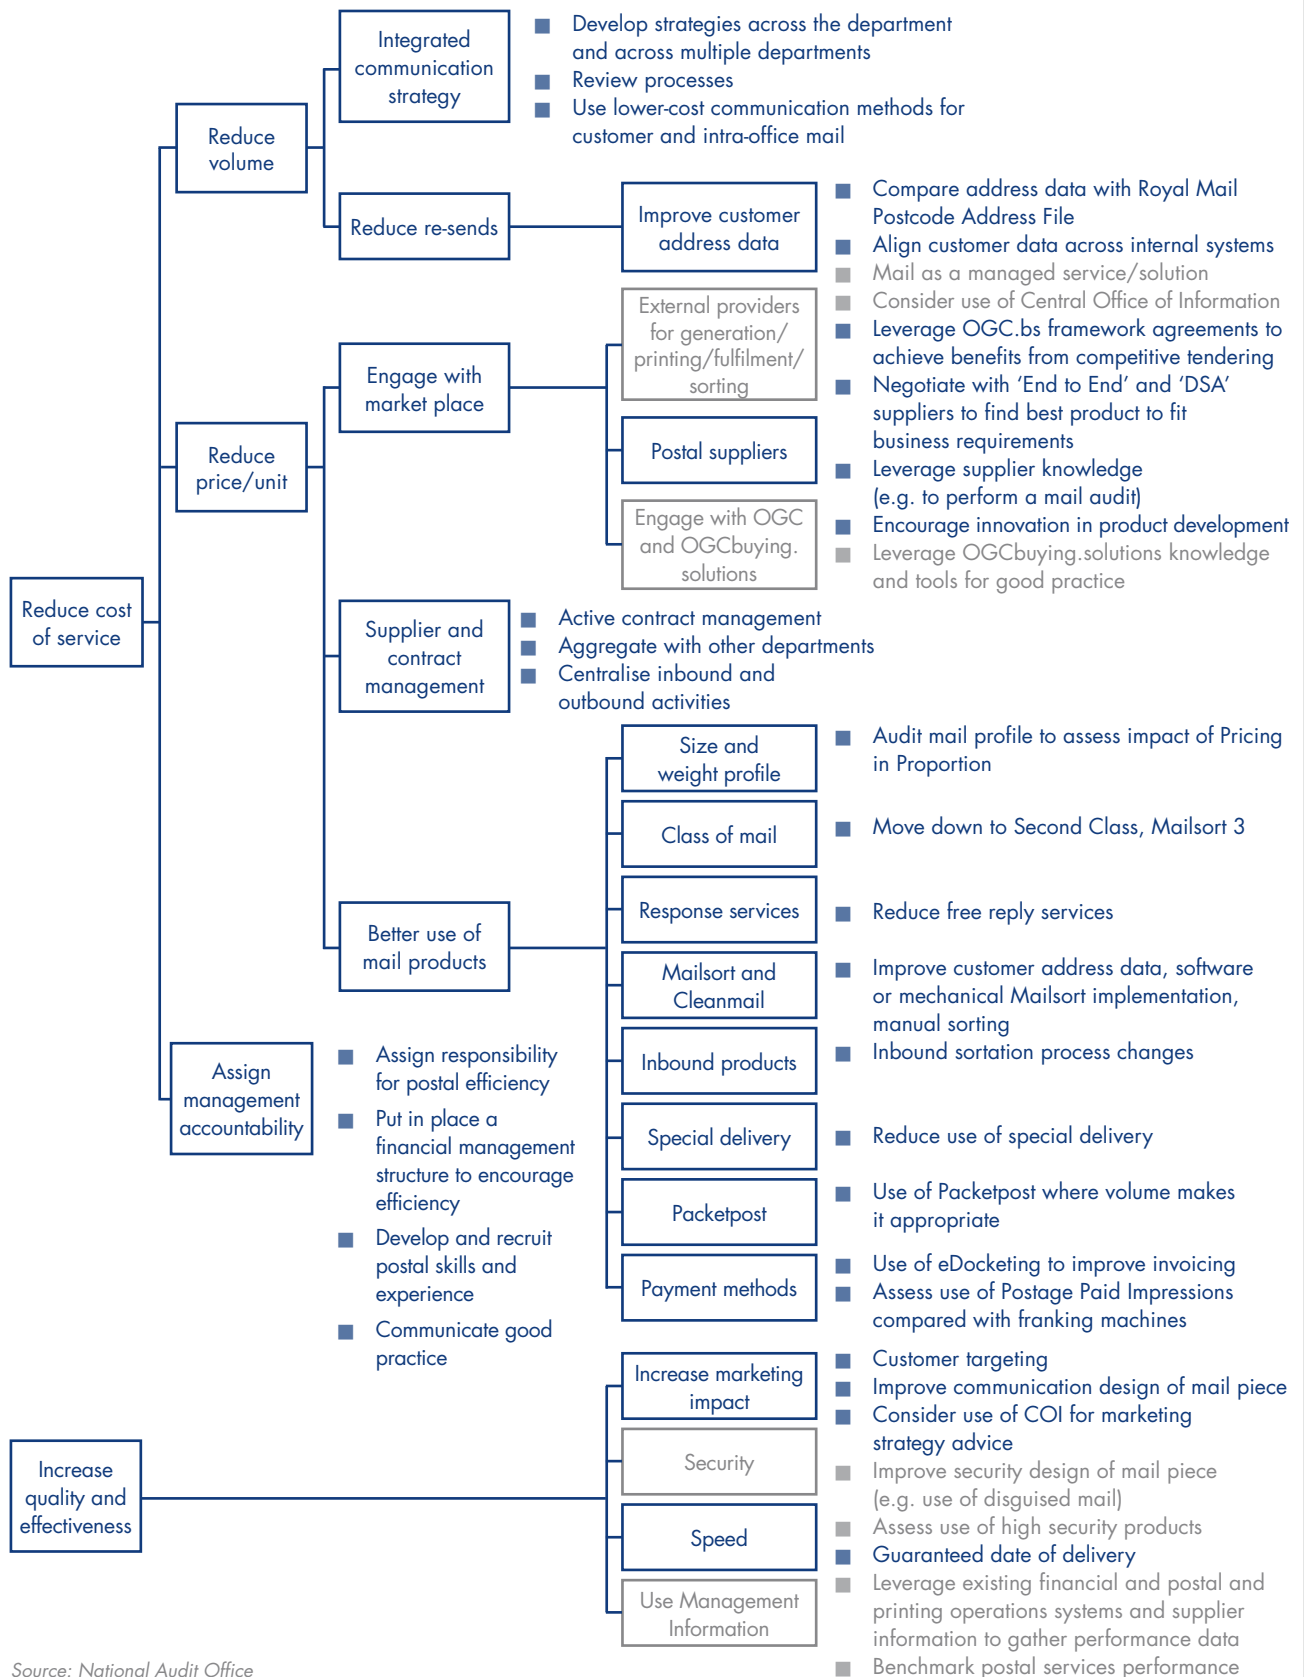 Integrated
communication
strategy
Develop strategies across the department
and across multiple departments
Review processes
Use lower-cost communication methods for
customer and intra-office mail
Reduce
volume
Reduce re-sends
Improve customer
address data
Compare address data with Royal Mail
Postcode Address File
Align customer data across internal systems
External providers
for generation/
printing/fulfilment/
sorting
Mail as a managed service/solution
Consider use of Central Office of Information
Engage with
market place
Leverage OGC.bs framework agreements to
achieve benefits from competitive tendering
Negotiate with ‘End to End’ and ‘DSA’
suppliers to find best product to fit
business requirements
Reduce
price/unit
Postal suppliers
Leverage supplier knowledge
(e.g. to perform a mail audit)
Encourage innovation in product development
Engage with OGC
and OGCbuying.
solutions
Leverage OGCbuying.solutions knowledge
and tools for good practice
Reduce cost
of service
Supplier and
contract
management
Active contract management
Aggregate with other departments
Centralise inbound and
outbound activities
Size and
weight profile
Audit mail profile to assess impact of Pricing
in Proportion
Class of mail
Move down to Second Class, Mailsort 3
Response services
Reduce free reply services
Better use of
mail products
Mailsort and
Cleanmail
Improve customer address data, software
or mechanical Mailsort implementation,
manual sorting
Inbound products
Inbound sortation process changes
Assign
management
accountability
Assign responsibility
for postal efficiency
Put in place a
financial management
structure to encourage
efficiency
Develop and recruit
postal skills and
experience
Communicate good
practice
Special delivery
Reduce use of special delivery
Packetpost
Use of Packetpost where volume makes
it appropriate
Payment methods
Use of eDocketing to improve invoicing
Assess use of Postage Paid Impressions
compared with franking machines
Increase marketing
impact
Customer targeting
Improve communication design of mail piece
Consider use of COI for marketing
strategy advice
Increase
quality and
effectiveness
Security
Improve security design of mail piece
(e.g. use of disguised mail)
Assess use of high security products
Speed
Guaranteed date of delivery
Use Management
Information
Leverage existing financial and postal and
printing operations systems and supplier
information to gather performance data
Benchmark postal services performance
Source: National Audit Office